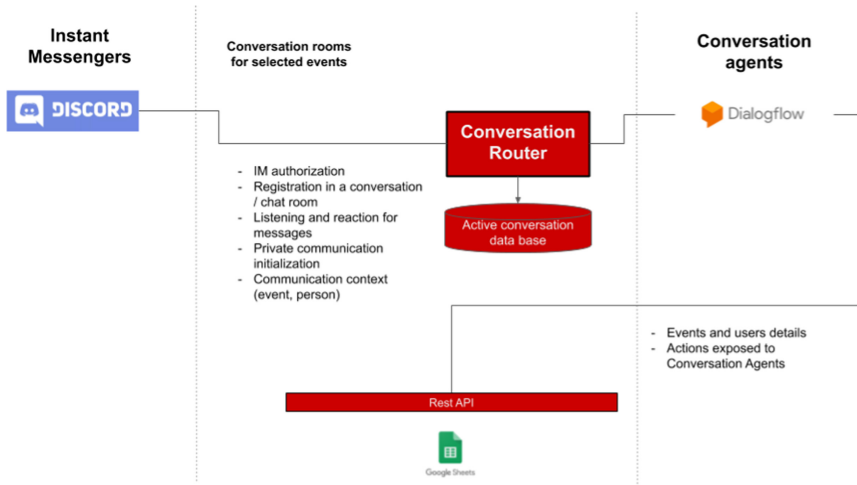 Instant
Messengers
DISCORD
Conversation rooms
for selected events
Conversation
agents
Dialogflow
Conversation
Router
Active conversation
data base
- IM authorization
- Registration in a conversation
/ chat room
- Listening and reaction for
messages
- Private communication
initialization
- Communication context
(event, person)
- Events and users details
- Actions exposed to
Conversation Agents
Rest API
Google Sheets